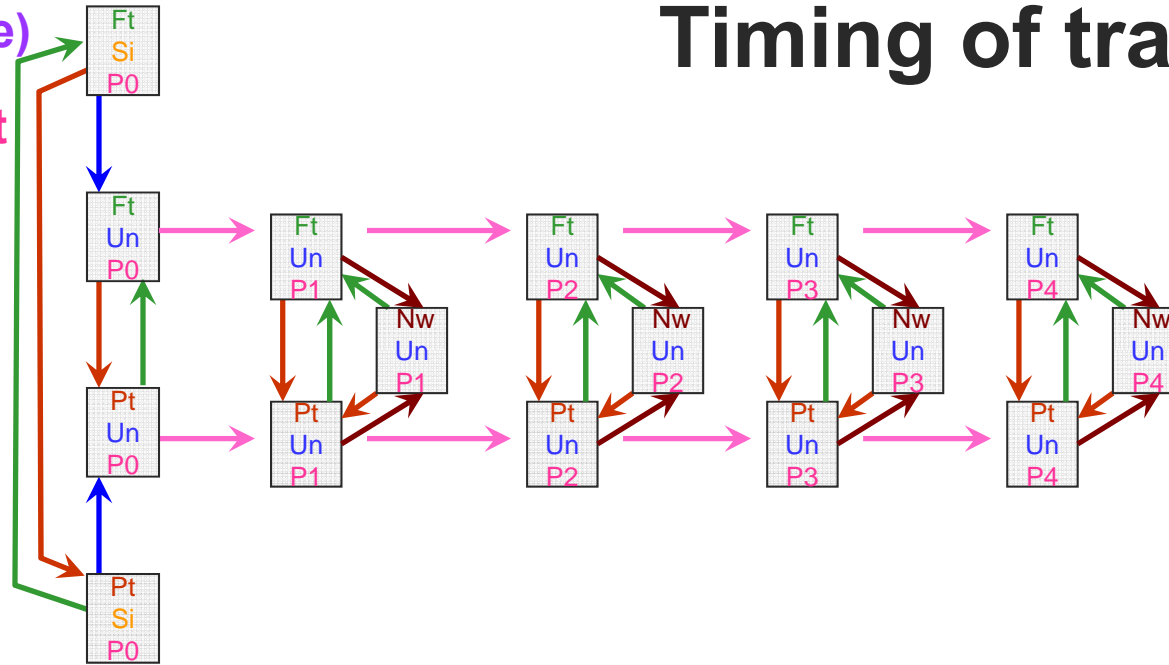 e)
t
Timing of tra
Ft
Si
P0
Ft
Un
P0
Pt
Un
P0
Pt
Si
P0
Ft
Un
P1
Nw
Un
P1
Pt
Un
P1
Ft
Un
P2
Nw
Un
P2
Pt
Un
P2
Ft
Un
P3
Nw
Un
P3
Pt
Un
P3
Ft
Un
P4
Nw
Un
P4
Pt
Un
P4